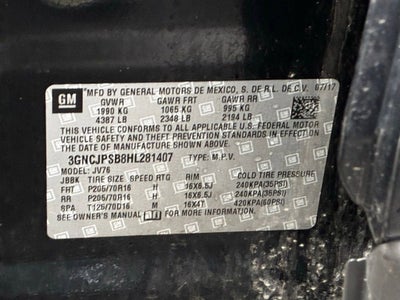 GM
MFD BY GENERAL MOTORS DE MEXICO, S. DE R.L. DE C.V. 07/17
GVWR GAWR FRT GAWR RR
1990 KG 1065 KG 995 KG
4387 LB 2348 LB 2194 LB
THIS VEHICLE CONFORMS TO ALL APPLICABLE U.S. FEDERAL MOTOR
VEHICLE SAFETY AND THEFT PREVENTION STANDARDS
IN EFFECT ON THE DATE OF MANUFACTURE SHOWN ABOVE.
3GNCJPSB8HL281407 TYPE: M.P.V.
MODEL: JV76
JBBK TIRE SIZE SPEED RTG RIM COLD TIRE PRESSURE
FRT P205/70R16 H 16X6.5J 240KPA(35PSI)
RR P205/70R16 H 16X6.5J 240KPA(35PSI)
SPA T125/70D16 M 16X4T 420KPA(60PSI)
SEE OWNERS MANUAL FOR MORE INFORMATION.